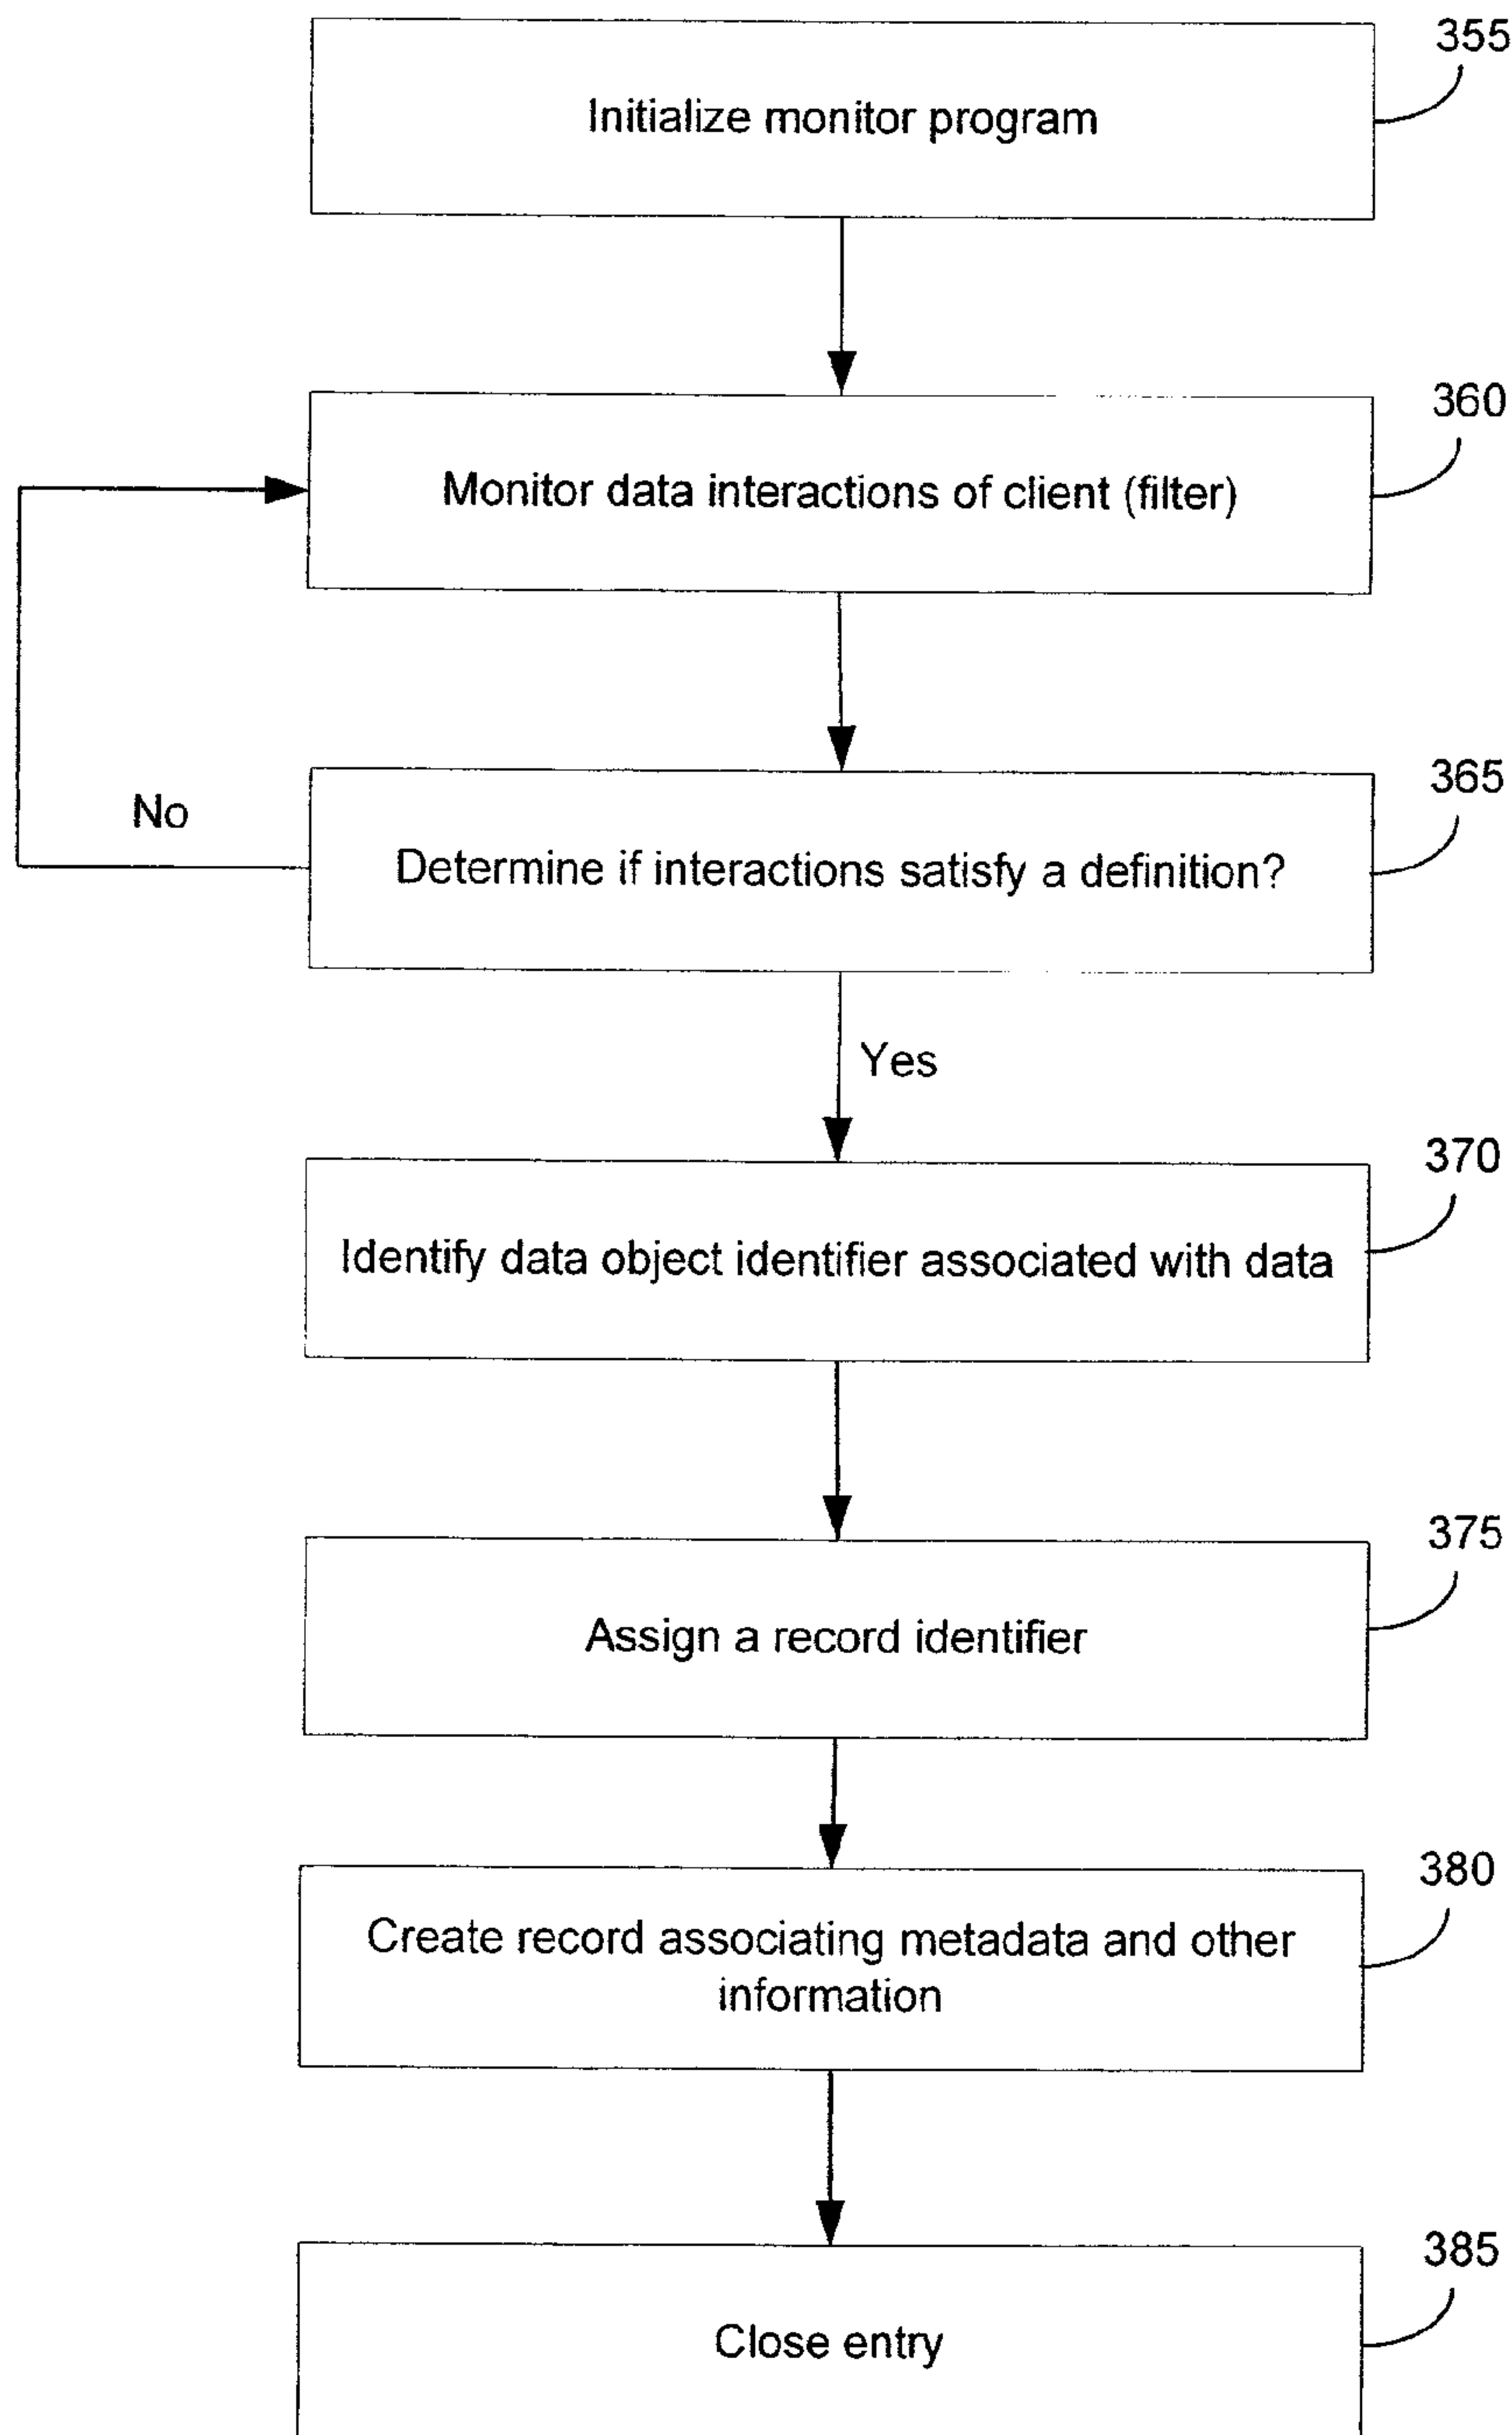 355
Initialize monitor program
360
Monitor data interactions of client (filter)
365
Determine if interactions satisfy a definition?
No
Yes
370
Identify data object identifier associated with data
375
Assign a record identifier
380
Create record associating metadata and other
information
385
Close entry